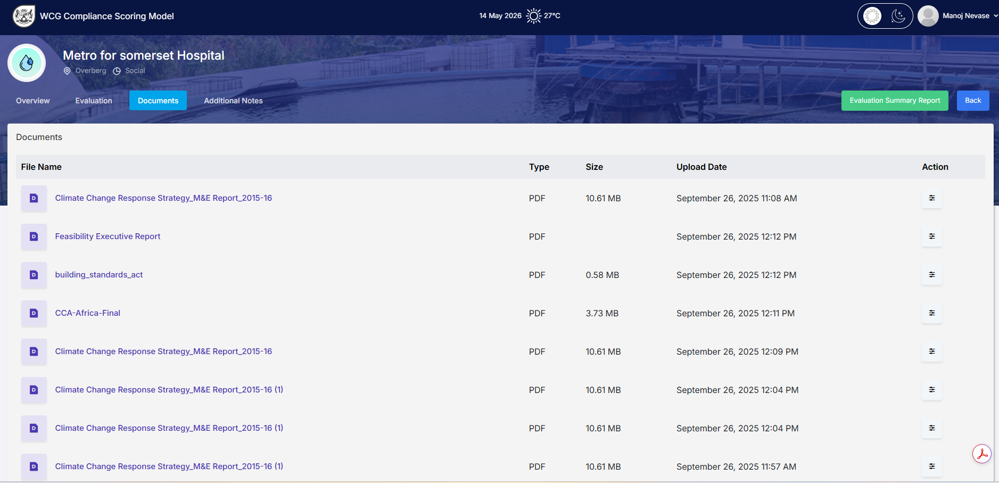 WCG Compliance Scoring Model
14 May 2026 27°C
Manoj Nevase
Metro for somerset Hospital
Overberg Social
Overview Evaluation Documents Additional Notes
Evaluation Summary Report Back
Documents
File Name Type Size Upload Date Action
D Climate Change Response Strategy_M&E Report_2015-16 PDF 10.61 MB September 26, 2025 11:08 AM
D Feasibility Executive Report PDF September 26, 2025 12:12 PM
D building_standards_act PDF 0.58 MB September 26, 2025 12:12 PM
D CCA-Africa-Final PDF 3.73 MB September 26, 2025 12:11 PM
D Climate Change Response Strategy_M&E Report_2015-16 PDF 10.61 MB September 26, 2025 12:09 PM
D Climate Change Response Strategy_M&E Report_2015-16 (1) PDF 10.61 MB September 26, 2025 12:04 PM
D Climate Change Response Strategy_M&E Report_2015-16 (1) PDF 10.61 MB September 26, 2025 12:04 PM
D Climate Change Response Strategy_M&E Report_2015-16 (1) PDF 10.61 MB September 26, 2025 11:57 AM